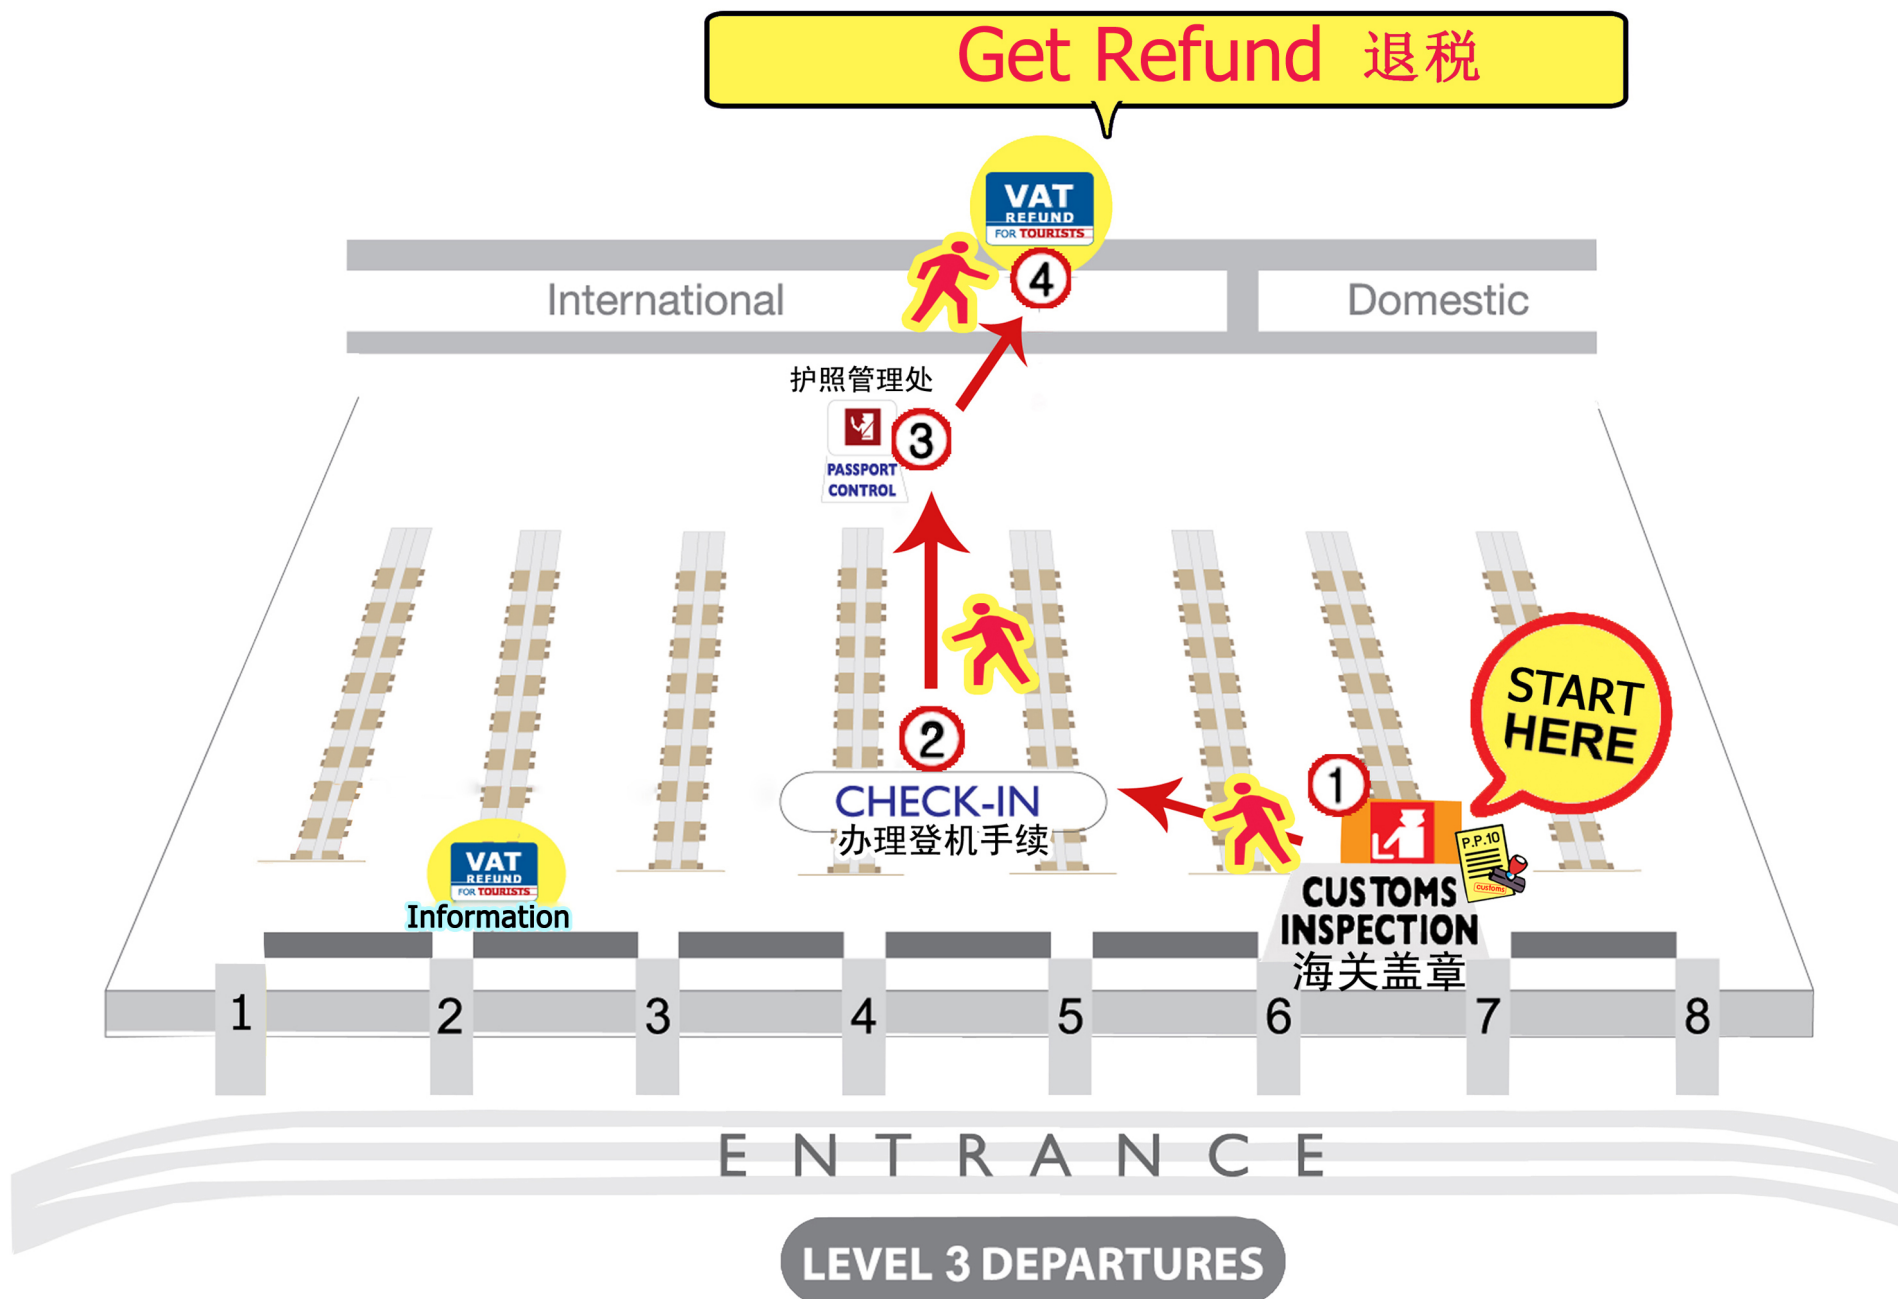 Get Refund 退税
VAT
REFUND
FOR TOURISTS
4
International
Domestic
护照管理处
3
PASSPORT
CONTROL
START
HERE
2
1
CHECK-IN
办理登机手续
P.P.10
customs
VAT
REFUND
FOR TOURISTS
Information
CUSTOMS
INSPECTION
海关盖章
1 2 3 4 5 6 7 8
ENTRANCE
LEVEL 3 DEPARTURES